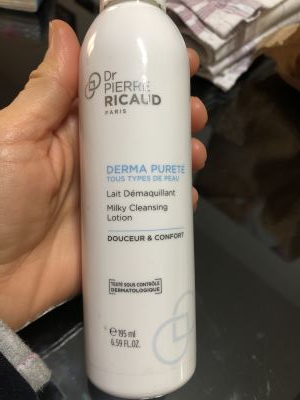 Dr
PIERRE
RICAUD
PARIS
DERMA PURETÉ
TOUS TYPES DE PEAU
Lait Démaquillant
Milky Cleansing
Lotion
DOUCEUR & CONFORT
TESTÉ SOUS CONTRÔLE
DERMATOLOGIQUE
℮ 195 ml
6.59 FL.OZ.